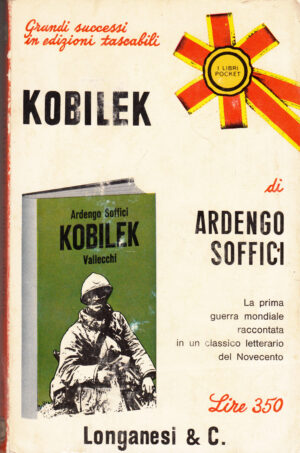 Grandi successi
in edizioni tascabili
I LIBRI
POCKET
KOBILEK
di
ARDENGO
SOFFICI
Ardengo Soffici
KOBILEK
Vallecchi
La prima
guerra mondiale
raccontata
in un classico letterario
del Novecento
Lire 350
Longanesi & C.